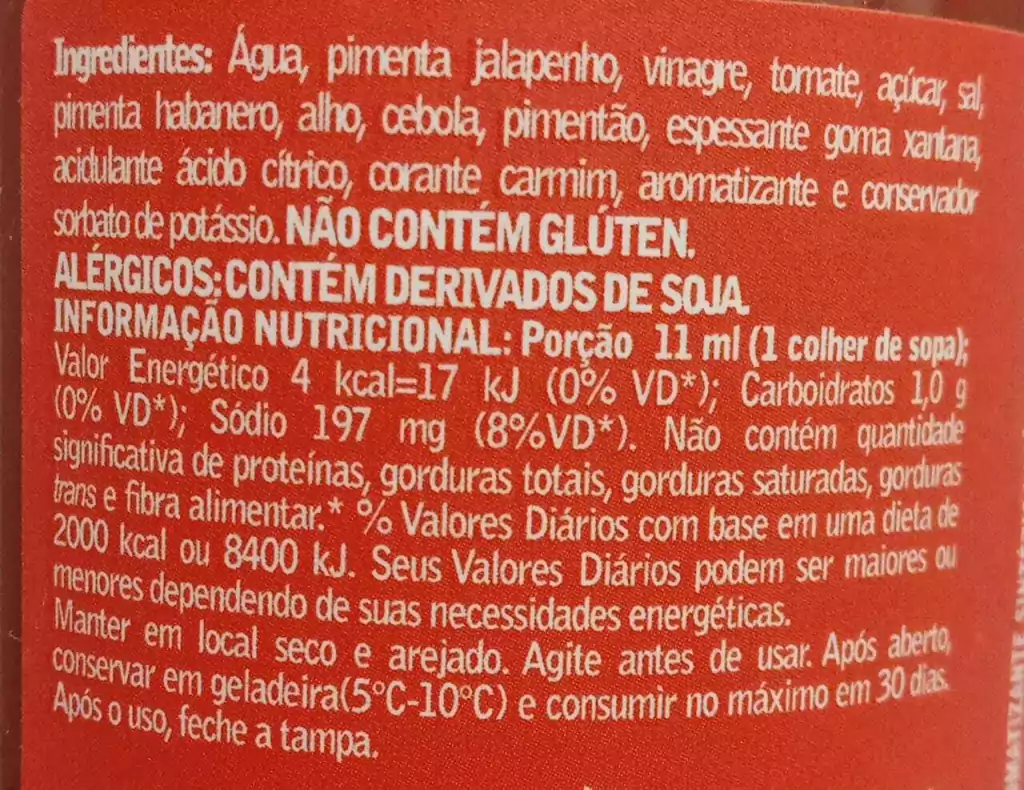 Ingredientes: Água, pimenta jalapenho, vinagre, tomate, açúcar, sal,
pimenta habanero, alho, cebola, pimentão, espessante goma xantana,
acidulante ácido cítrico, corante carmim, aromatizante e conservador
sorbato de potássio. NÃO CONTÉM GLÚTEN.
ALÉRGICOS: CONTÉM DERIVADOS DE SOJA.
INFORMAÇÃO NUTRICIONAL: Porção 11 ml (1 colher de sopa);
Valor Energético 4 kcal=17 kJ (0% VD*); Carboidratos 1,0 g
(0% VD*); Sódio 197 mg (8%VD*). Não contém quantidade
significativa de proteínas, gorduras totais, gorduras saturadas, gorduras
trans e fibra alimentar.* % Valores Diários com base em uma dieta de
2000 kcal ou 8400 kJ. Seus Valores Diários podem ser maiores ou
menores dependendo de suas necessidades energéticas.
Manter em local seco e arejado. Agite antes de usar. Após aberto,
conservar em geladeira(5°C-10°C) e consumir no máximo em 30 dias.
Após o uso, feche a tampa.